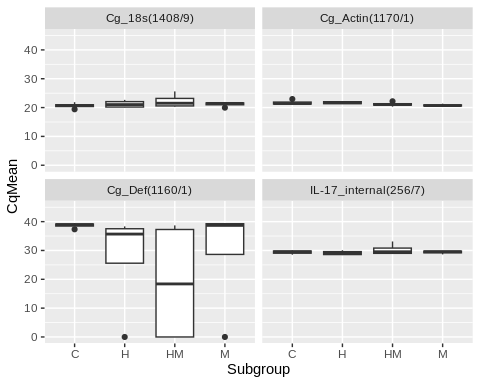 Cg_18s(1408/9) Cg_Actin(1170/1)
40
30
20
10
0
CqMean
Cg_Def(1160/1) IL-17_internal(256/7)
40
30
20
10
0
C H HM M C H HM M
Subgroup